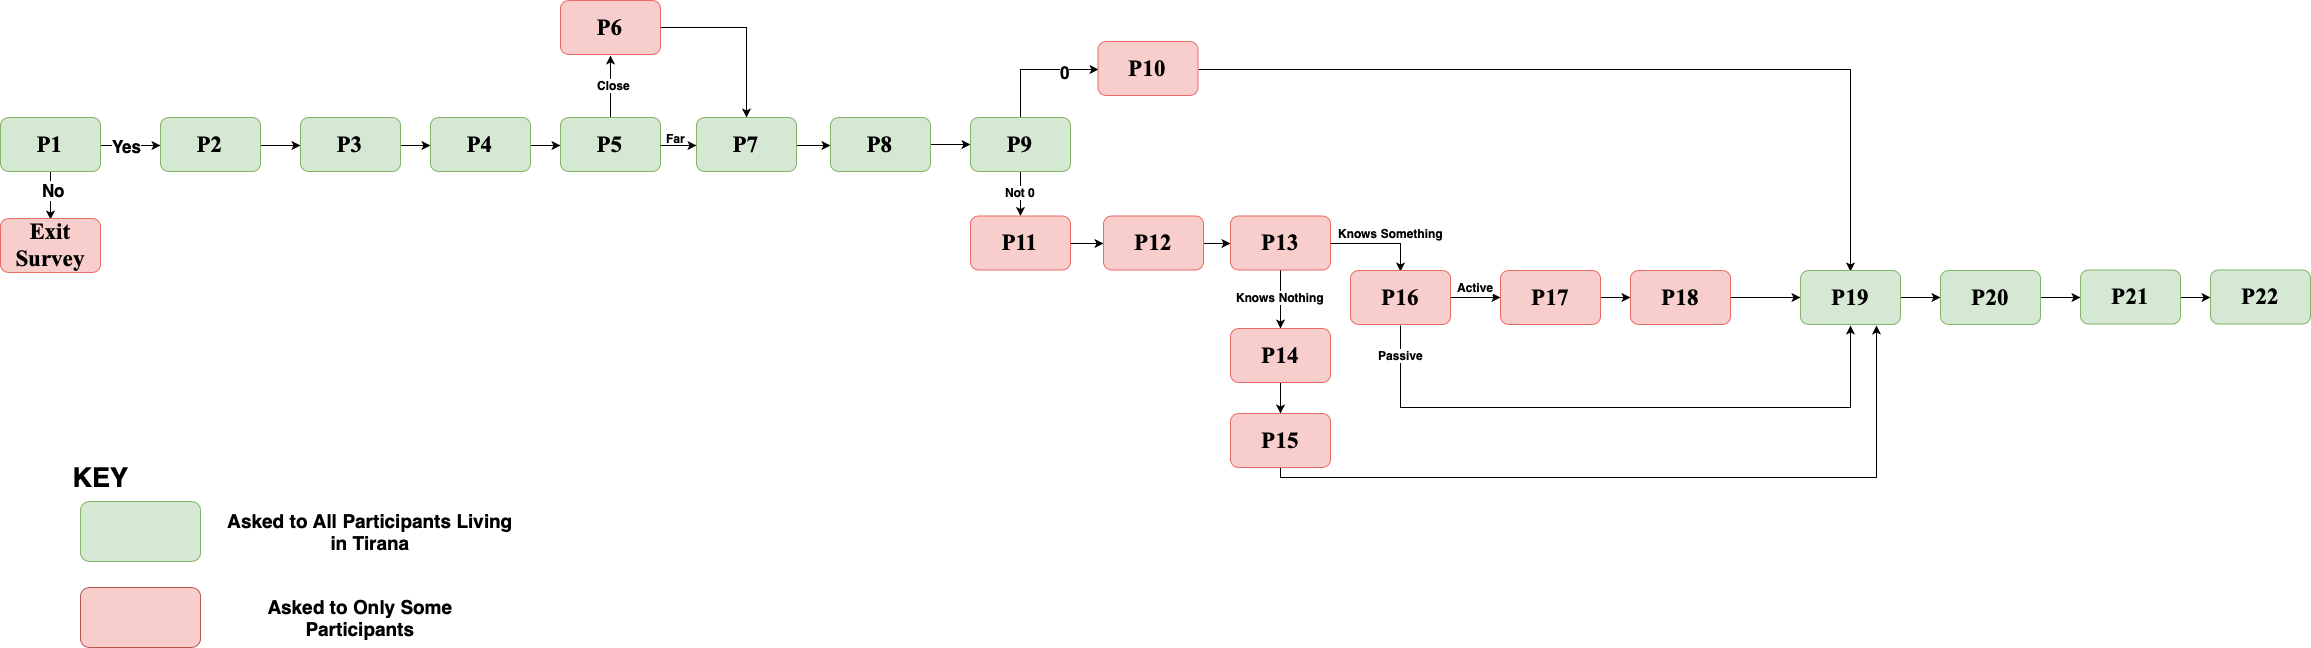 P6
0
P10
Close
P1
Yes
P2
P3
P4
P5
Far
P7
P8
P9
No
Not 0
Exit
Survey
P11
P12
P13
Knows Something
Knows Nothing
P16
Active
P17
P18
P19
P20
P21
P22
P14
Passive
P15
KEY
Asked to All Participants Living
in Tirana
Asked to Only Some
Participants